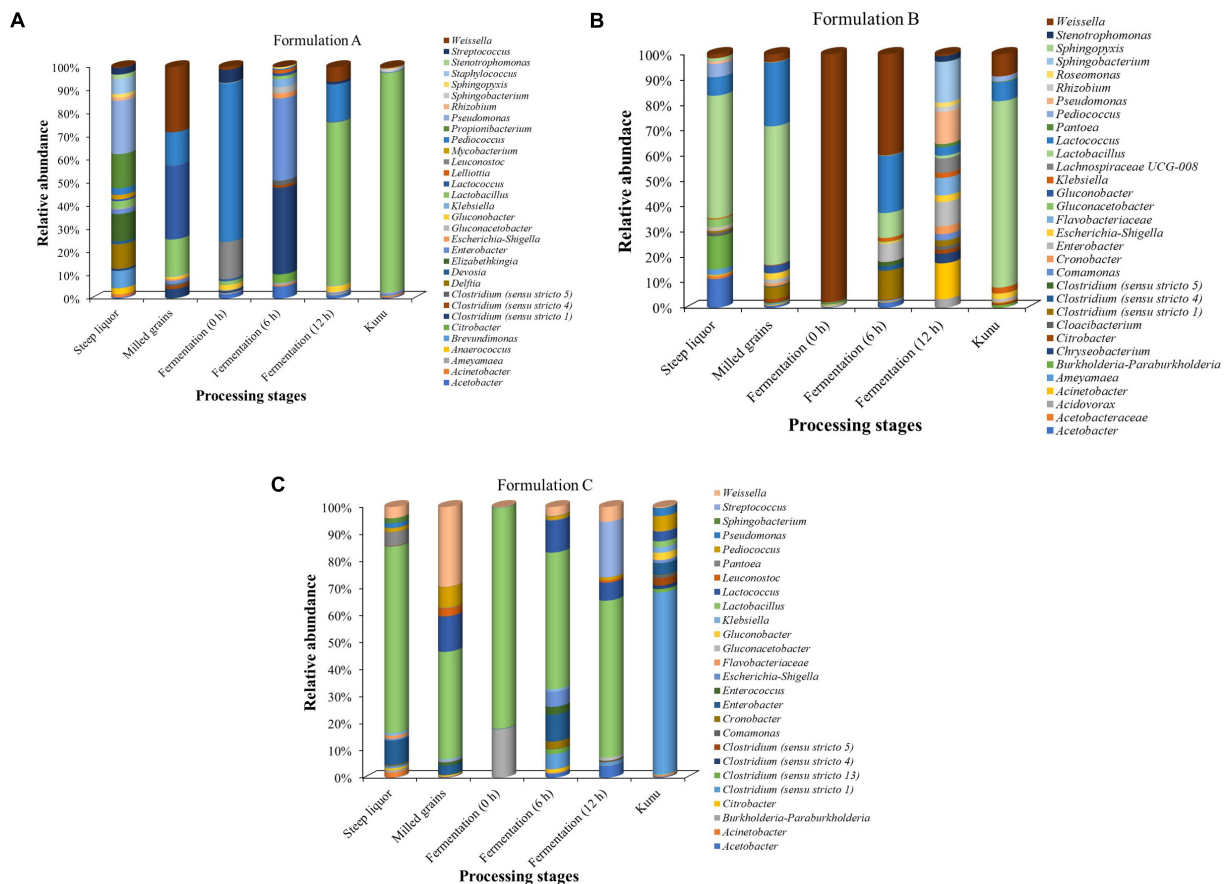 A
Formulation A
Relative abundance
100%
90%
80%
70%
60%
50%
40%
30%
20%
10%
0%
Steep liquor
Milled grains
Fermentation (0 h)
Fermentation (6 h)
Fermentation (12 h)
Kunu
Processing stages
Weissella
Streptococcus
Stenotrophomonas
Staphylococcus
Sphingopyxis
Sphingobacterium
Rhizobium
Pseudomonas
Propionibacterium
Pediococcus
Mycobacterium
Leuconostoc
Lelliottia
Lactococcus
Lactobacillus
Klebsiella
Gluconobacter
Gluconacetobacter
Escherichia-Shigella
Enterobacter
Elizabethkingia
Devosia
Delftia
Clostridium (sensu stricto 5)
Clostridium (sensu stricto 4)
Clostridium (sensu stricto 1)
Citrobacter
Brevundimonas
Anaerococcus
Ameyamaea
Acinetobacter
Acetobacter
B
Formulation B
Relative abundace
100%
90%
80%
70%
60%
50%
40%
30%
20%
10%
0%
Steep liquor
Milled grains
Fermentation (0 h)
Fermentation (6 h)
Fermentation (12 h)
Kunu
Processing stages
Weissella
Stenotrophomonas
Sphingopyxis
Sphingobacterium
Roseomonas
Rhizobium
Pseudomonas
Pediococcus
Pantoea
Lactococcus
Lactobacillus
Lachnospiraceae UCG-008
Klebsiella
Gluconobacter
Gluconacetobacter
Flavobacteriaceae
Escherichia-Shigella
Enterobacter
Cronobacter
Comamonas
Clostridium (sensu stricto 5)
Clostridium (sensu stricto 4)
Clostridium (sensu stricto 1)
Cloacibacterium
Citrobacter
Chryseobacterium
Burkholderia-Paraburkholderia
Ameyamaea
Acinetobacter
Acidovorax
Acetobacteraceae
Acetobacter
C
Formulation C
Relative abundance
100%
90%
80%
70%
60%
50%
40%
30%
20%
10%
0%
Steep liquor
Milled grains
Fermentation (0 h)
Fermentation (6 h)
Fermentation (12 h)
Kunu
Processing stages
Weissella
Streptococcus
Sphingobacterium
Pseudomonas
Pediococcus
Pantoea
Leuconostoc
Lactococcus
Lactobacillus
Klebsiella
Gluconobacter
Gluconacetobacter
Flavobacteriaceae
Escherichia-Shigella
Enterococcus
Enterobacter
Cronobacter
Comamonas
Clostridium (sensu stricto 5)
Clostridium (sensu stricto 4)
Clostridium (sensu stricto 13)
Clostridium (sensu stricto 1)
Citrobacter
Burkholderia-Paraburkholderia
Acinetobacter
Acetobacter